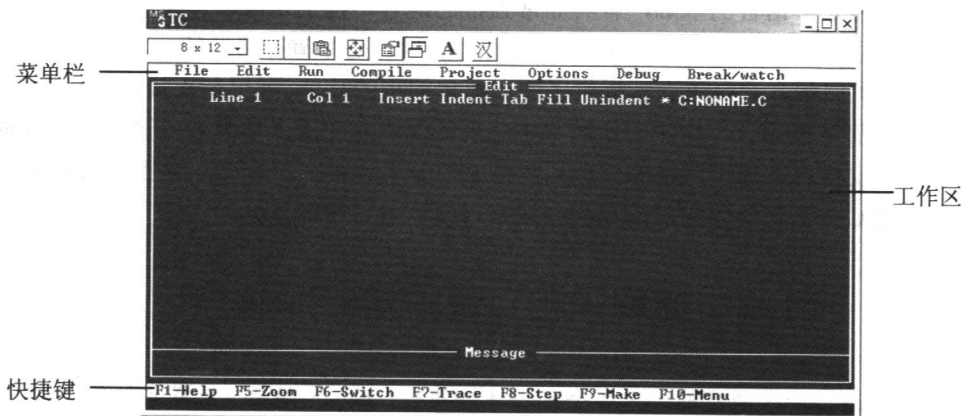 TC
8 x 12 A 汉
菜单栏
File Edit Run Compile Project Options Debug Break/watch
Edit
Line 1 Col 1 Insert Indent Tab Fill Unindent * C:NONAME.C
工作区
Message
快捷键
F1-Help F5-Zoom F6-Switch F7-Trace F8-Step F9-Make F10-Menu